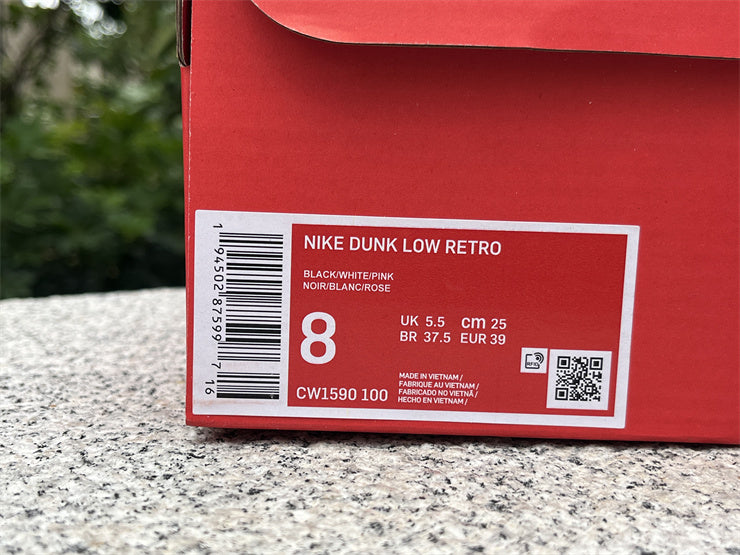 NIKE DUNK LOW RETRO
BLACK/WHITE/PINK
NOIR/BLANC/ROSE
8
UK 5.5 cm 25
BR 37.5 EUR 39
CW1590 100
MADE IN VIETNAM /
FABRIQUE AU VIETNAM /
FABRICADO NO VIETNÃ /
HECHO EN VIETNAM /
RFID
1 94502 87599 7 16